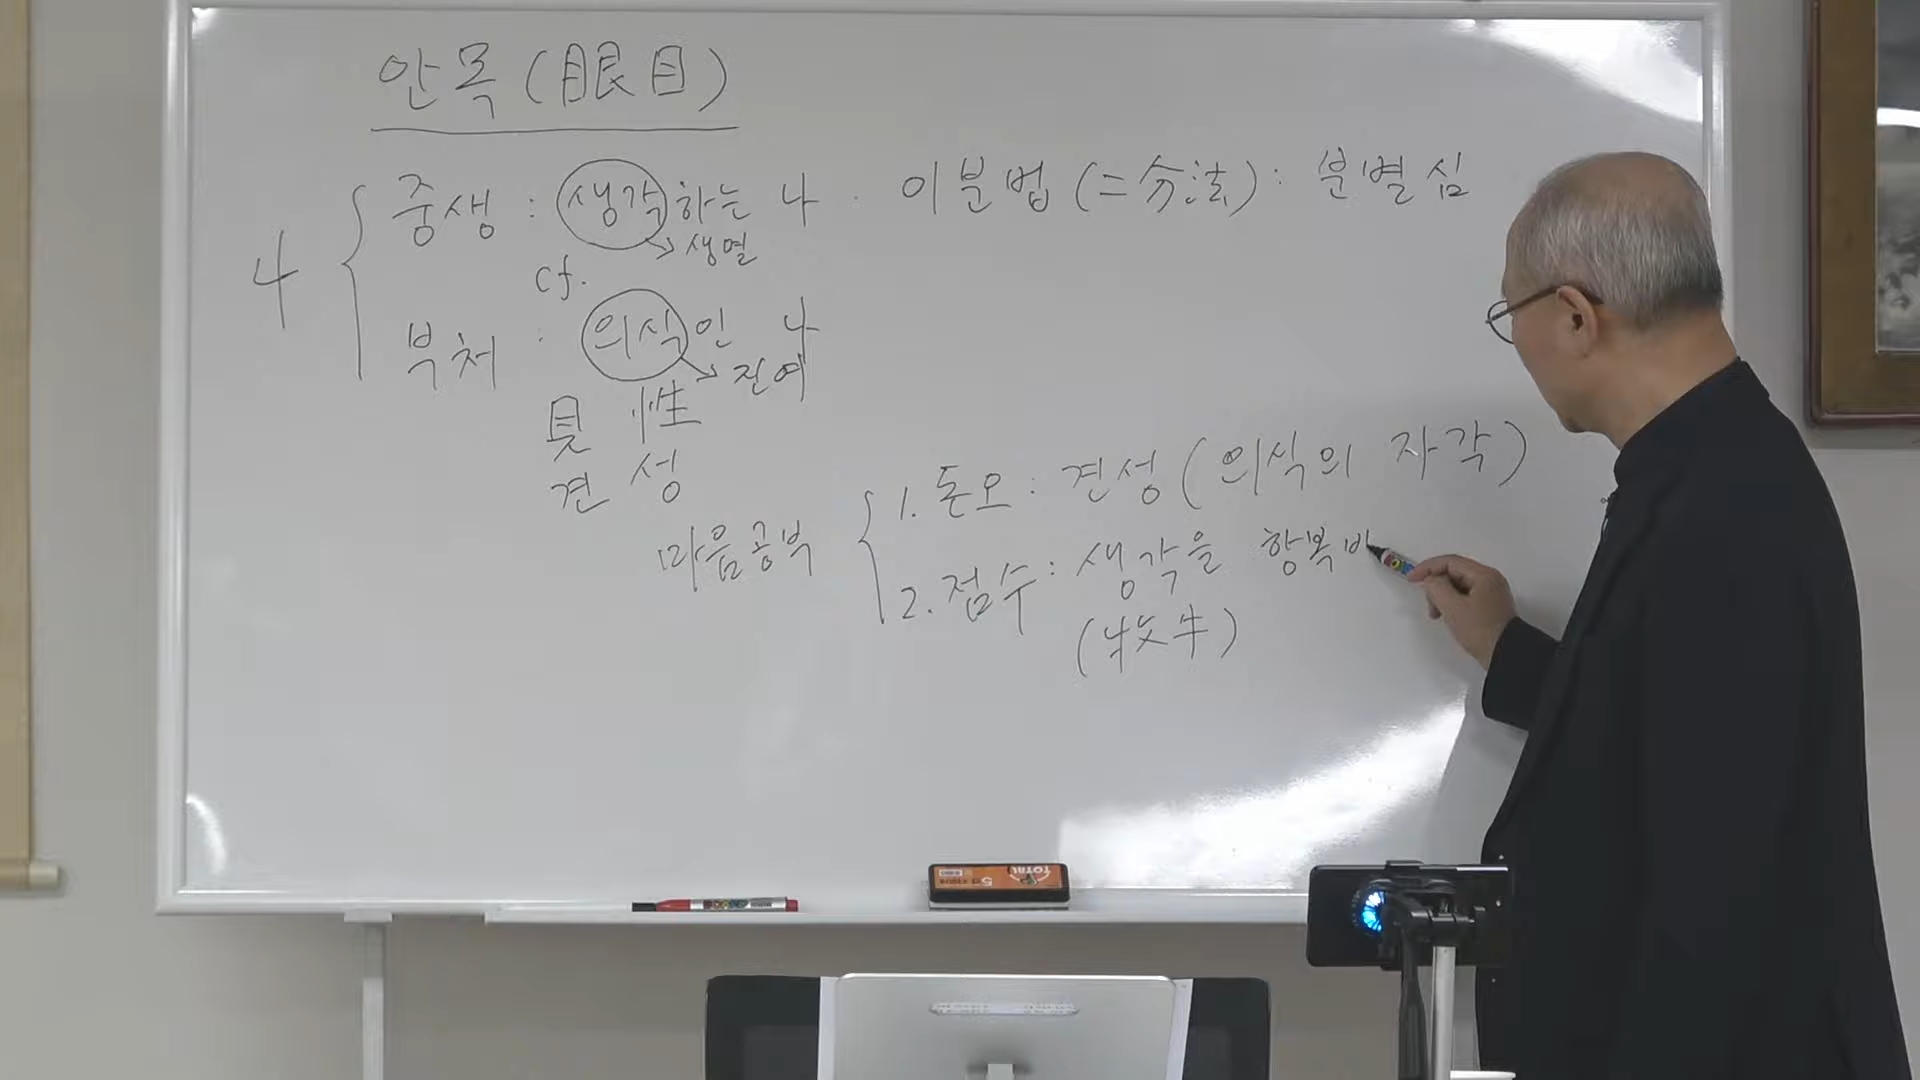 안목(眼目)
나
중생 : 생각하는 나 . 이분법(二分法) : 분별심
→ 생멸
cf.
부처 : 의식인 나
→ 진여
見性
견성
마음공부
1. 돈오 : 견성(의식의 자각)
2. 점수 : 생각을 항복바
(牧牛)
TOTAL